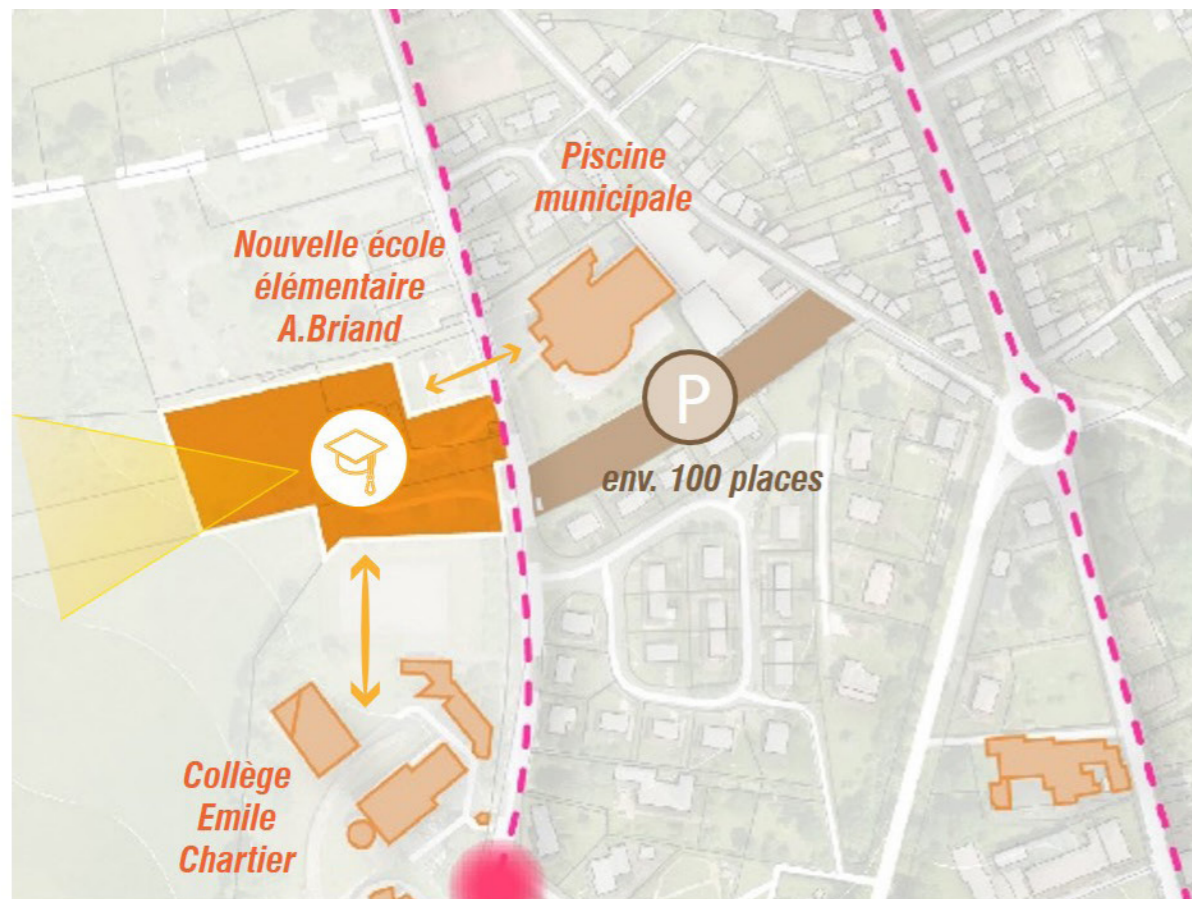 Piscine
municipale
Nouvelle école
élémentaire
A.Briand
P
env. 100 places
Collège
Emile
Chartier